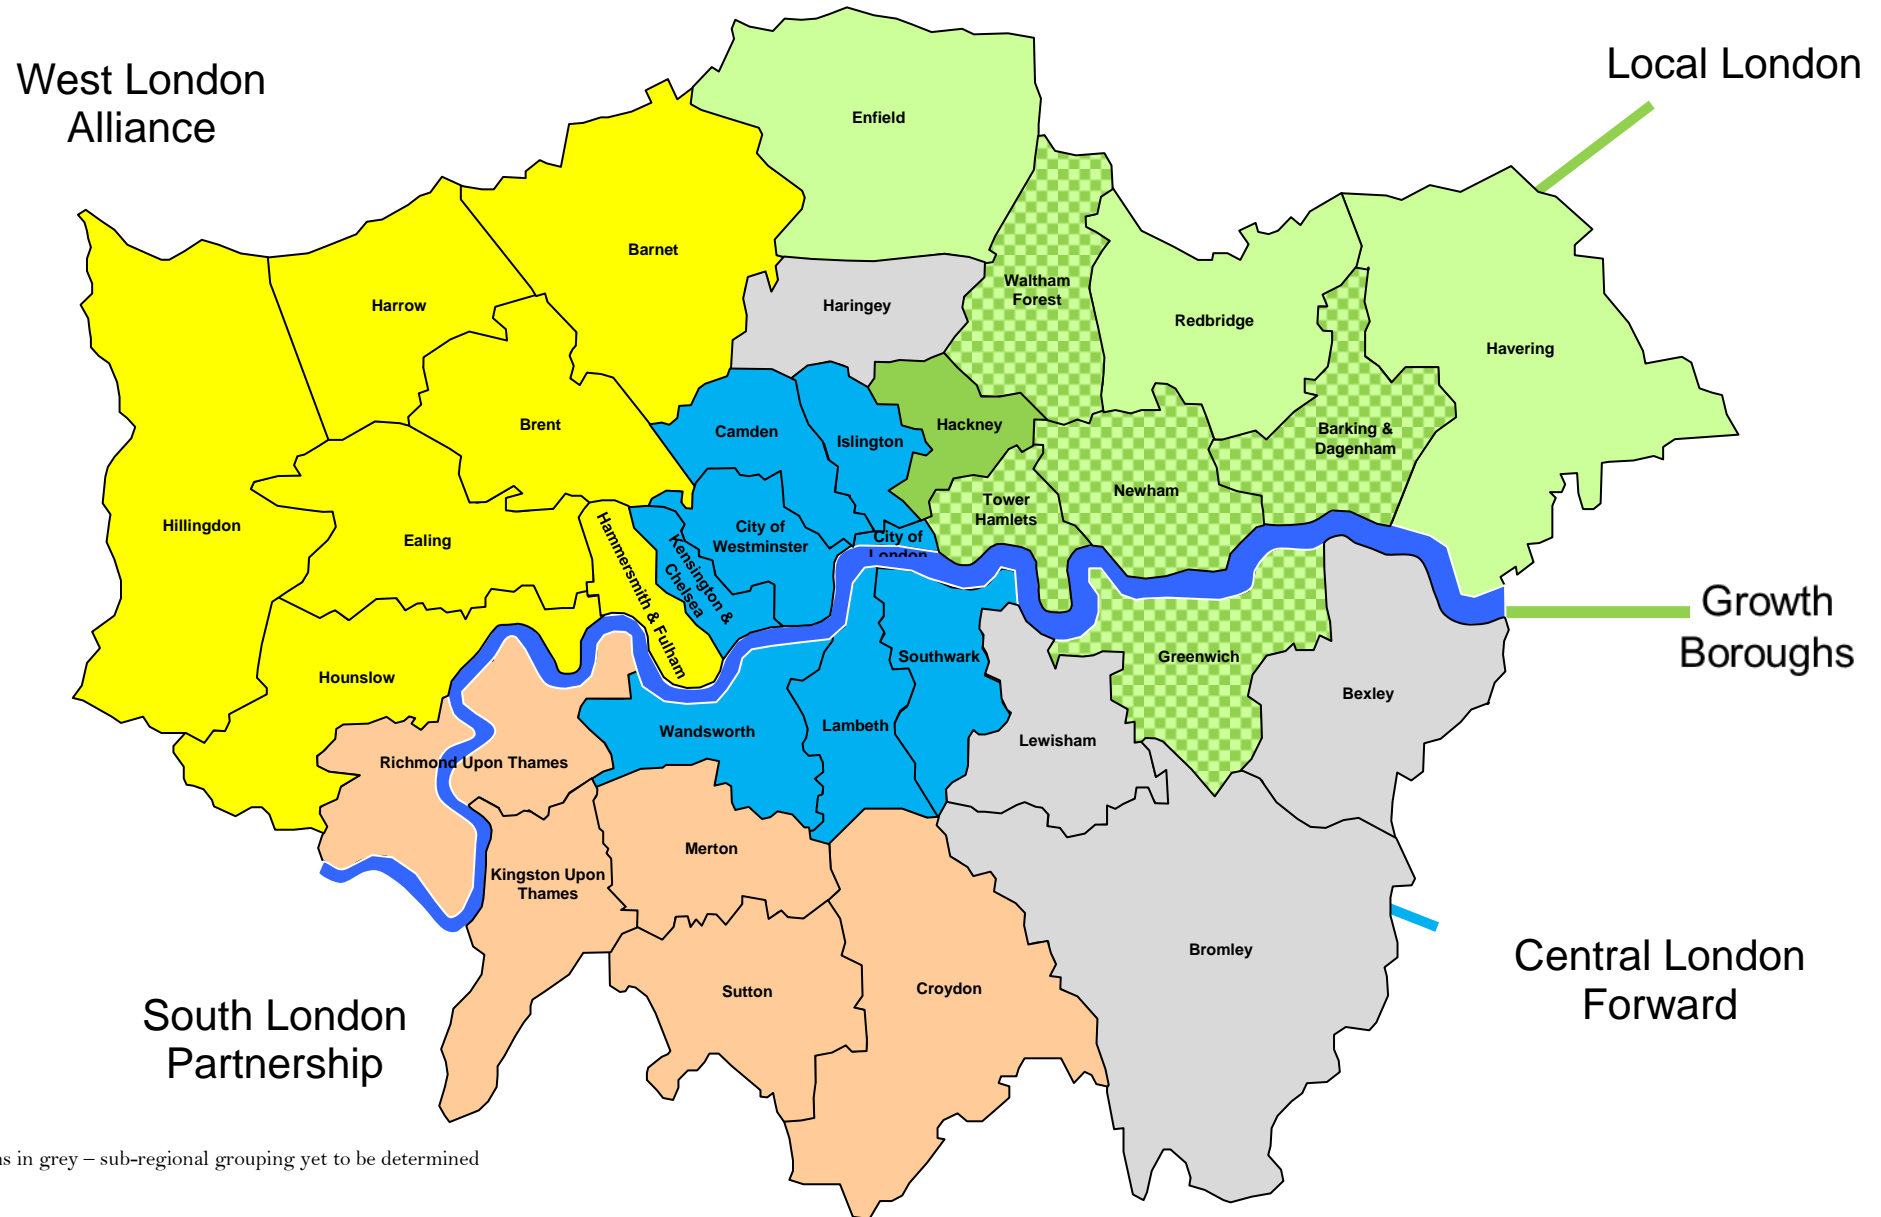 West London
Alliance
Local London
Enfield
Barnet
Waltham
Forest
Harrow
Haringey
Redbridge
Havering
Brent
Camden
Islington
Hackney
Barking &
Dagenham
Newham
Tower
Hamlets
Hillingdon
Ealing
Hammersmith & Fulham
Kensington &
Chelsea
City of
Westminster
City of
London
Growth
Boroughs
Hounslow
Southwark
Greenwich
Bexley
Wandsworth
Lambeth
Lewisham
Richmond Upon Thames
Merton
Kingston Upon
Thames
Bromley
Central London
Forward
Sutton
Croydon
South London
Partnership
in grey – sub-regional grouping yet to be determined